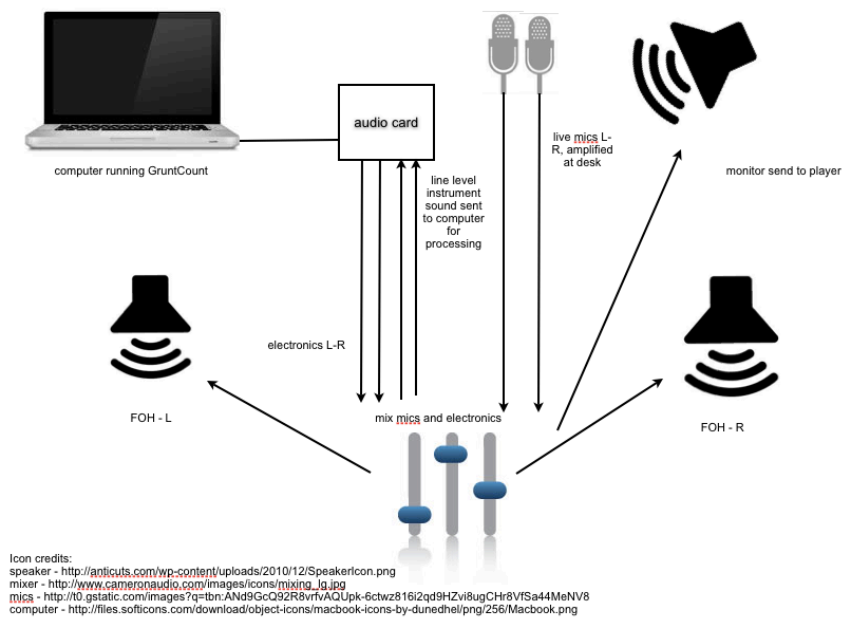 audio card
computer running GruntCount
live mics L-
R, amplified
at desk
monitor send to player
line level
instrument
sound sent
to computer
for
processing
electronics L-R
FOH - L
mix mics and electronics
FOH - R
Icon credits:
speaker - http://anticuts.com/wp-content/uploads/2010/12/SpeakerIcon.png
mixer - http://www.cameronaudio.com/images/icons/mixing_lg.jpg
mics - http://t0.gstatic.com/images?q=tbn:ANd9GcQ92R8vrfvAQUpk-6ctwz816i2qd9HZvi8ugCHr8VfSa44MeNV8
computer - http://files.softicons.com/download/object-icons/macbook-icons-by-dunedhel/png/256/Macbook.png